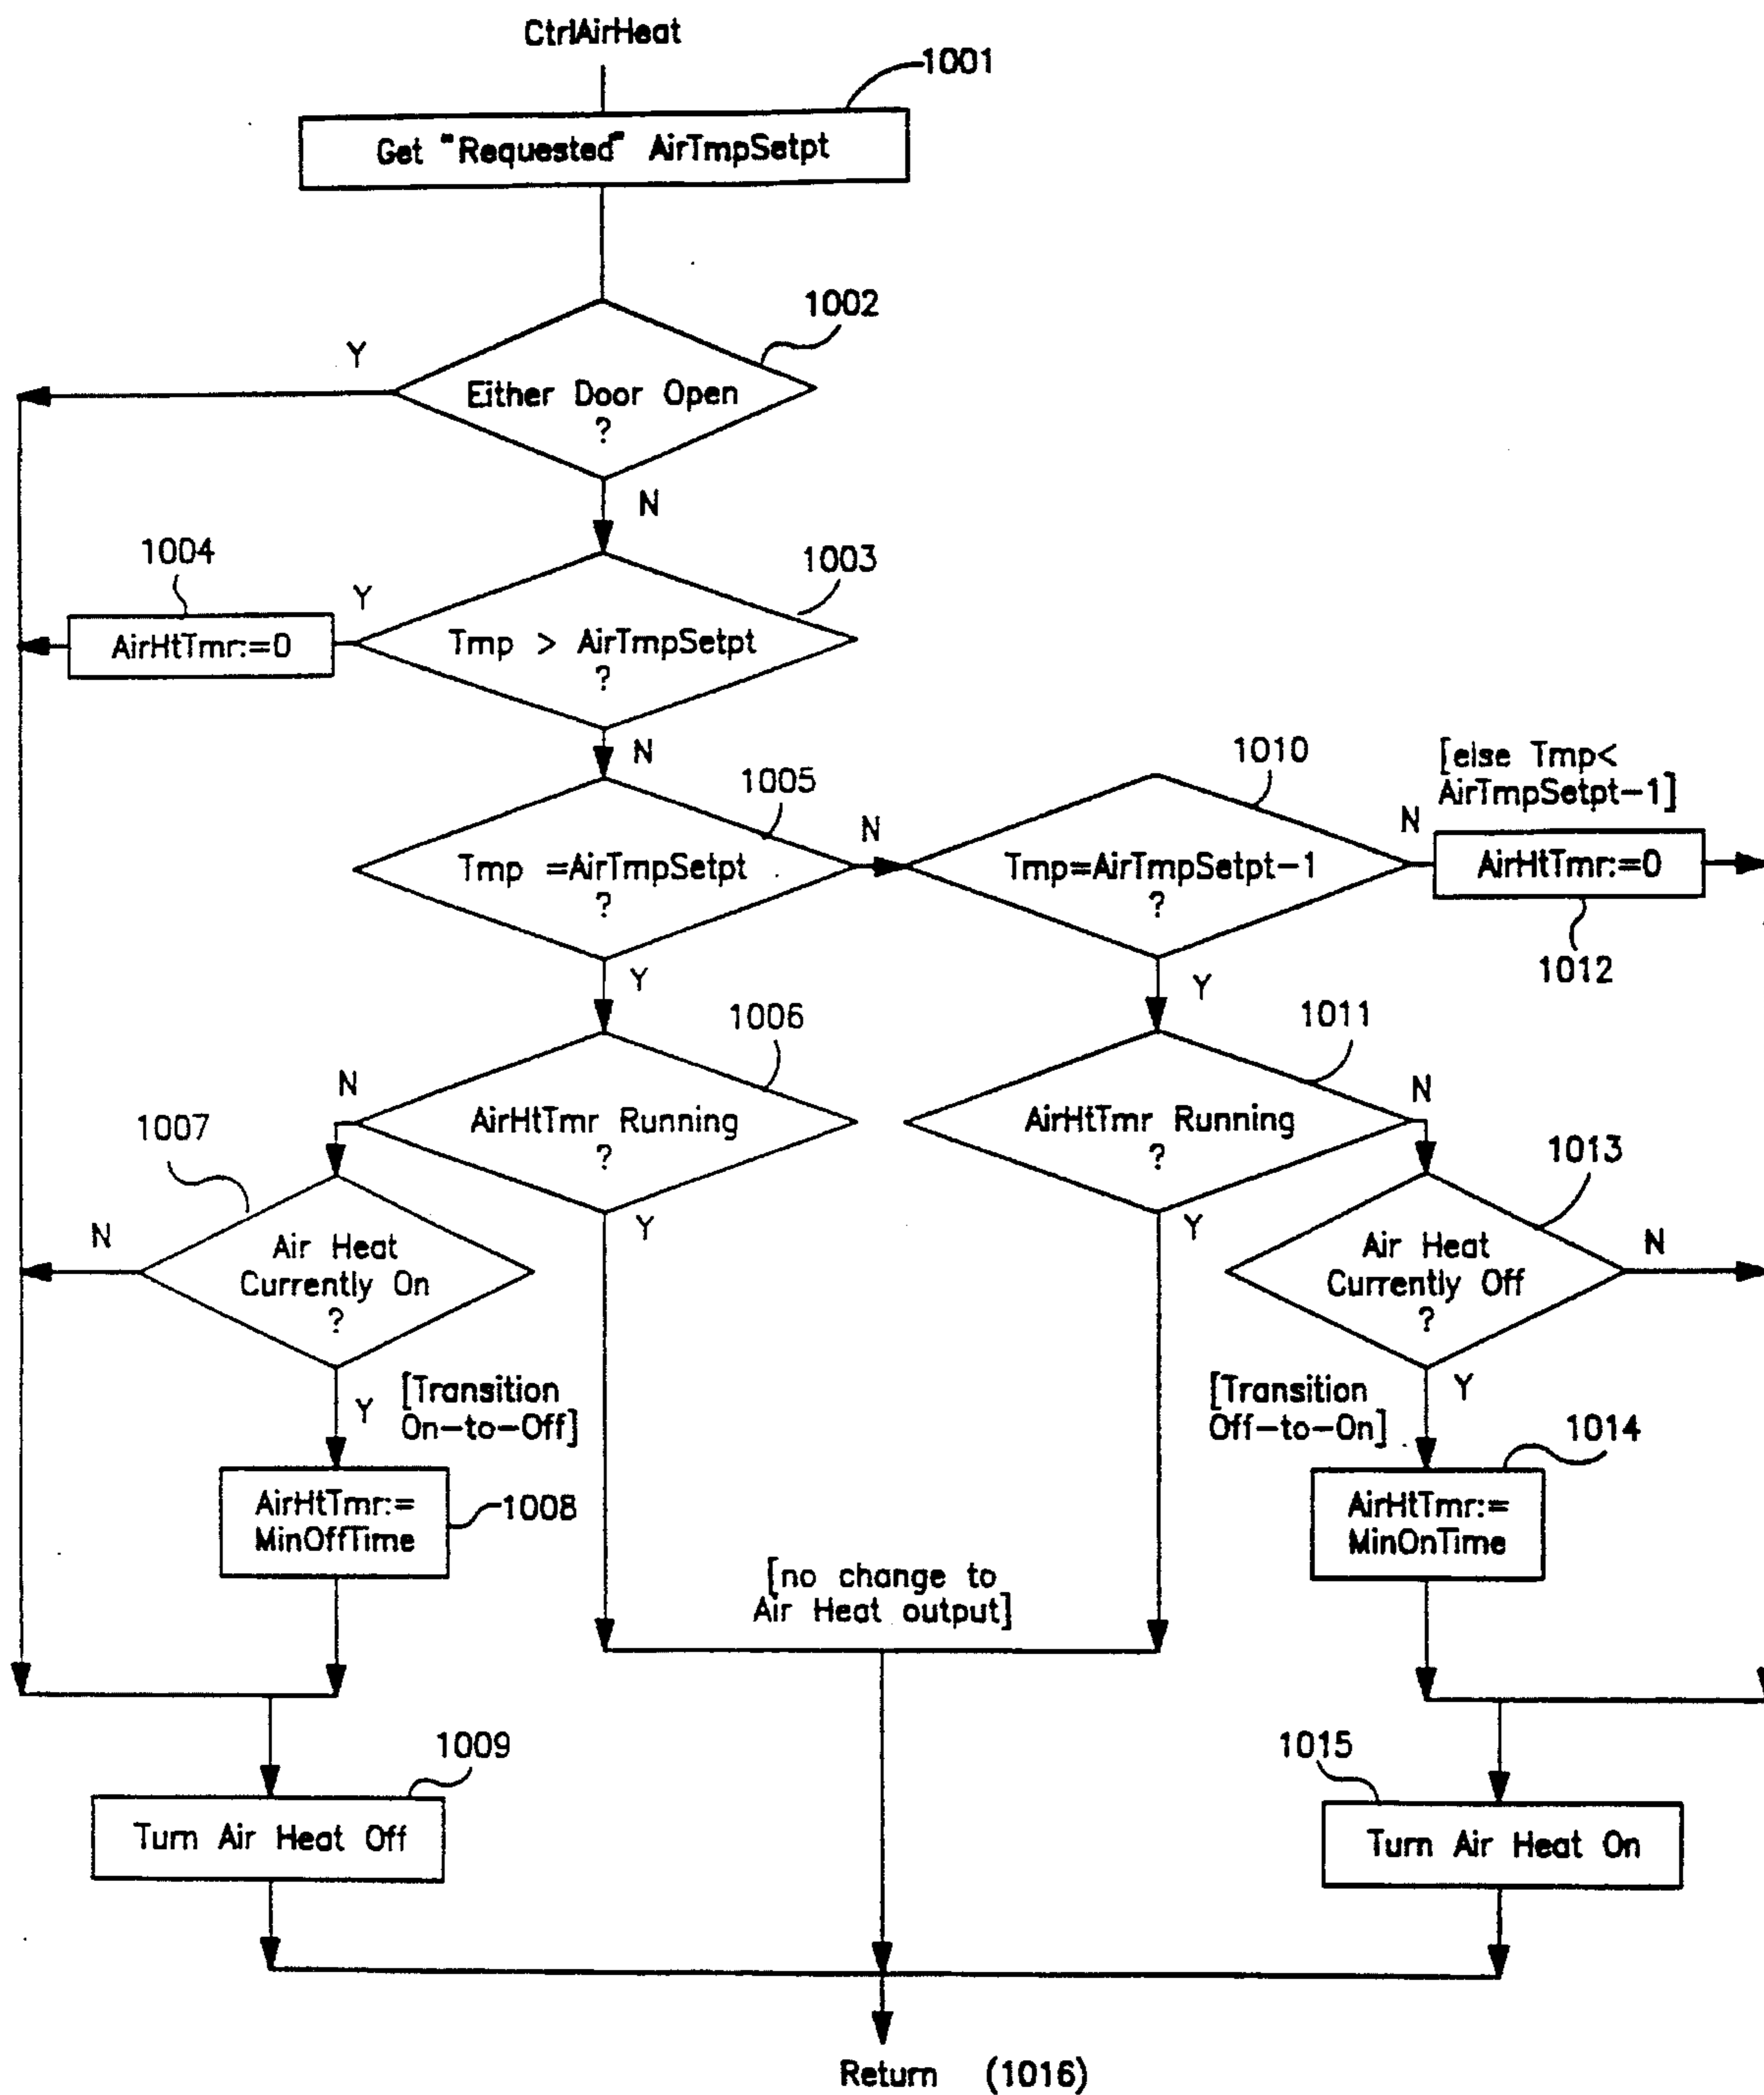 CtrlAirHeat
1001
Get "Requested" AirTmpSetpt
1002
Y
Either Door Open
?
N
1004
1003
Y
AirHtTmr:=0
Tmp > AirTmpSetpt
?
N
1005
1010
[else Tmp<
AirTmpSetpt-1]
N
N
Tmp =AirTmpSetpt
?
Tmp=AirTmpSetpt-1
?
AirHtTmr:=0
1012
Y
Y
1006
1011
N
N
AirHtTmr Running
?
AirHtTmr Running
?
1007
1013
Y
Y
N
N
Air Heat
Currently On
?
Air Heat
Currently Off
?
Y
[Transition
On-to-Off]
[Transition
Off-to-On]
Y
1014
AirHtTmr:=
MinOffTime
1008
AirHtTmr:=
MinOnTime
[no change to
Air Heat output]
1009
1015
Turn Air Heat Off
Turn Air Heat On
Return (1016)